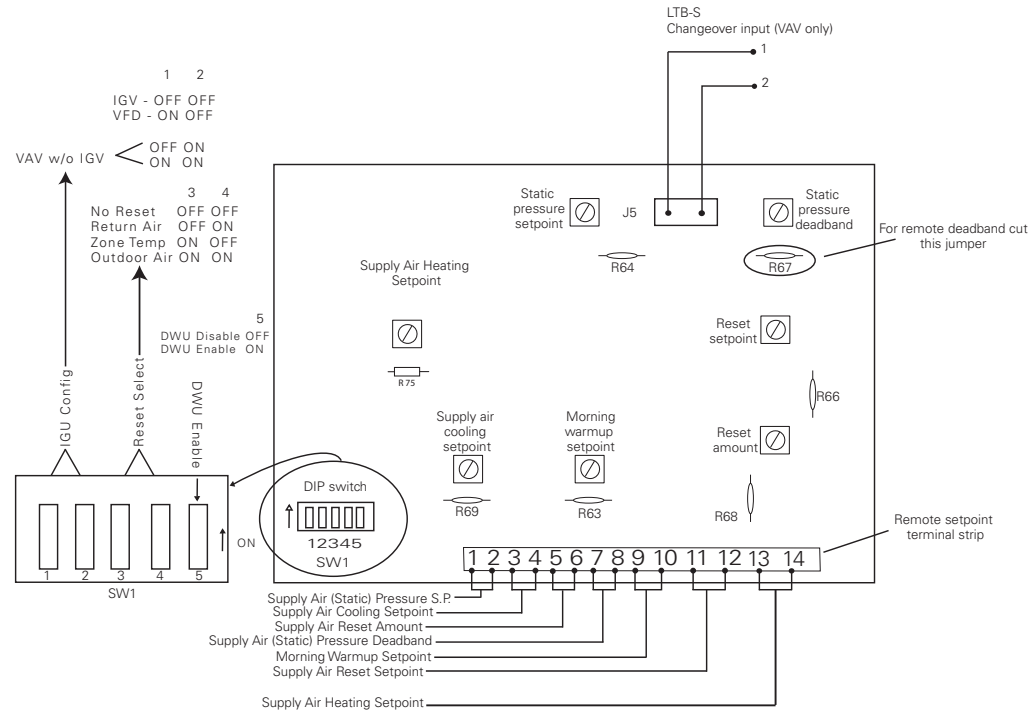 LTB-S
Changeover input (VAV only)
1
2
1 2
IGV - OFF OFF
VFD - ON OFF
VAV w/o IGV
OFF ON
ON ON
3 4
No Reset OFF OFF
Return Air OFF ON
Zone Temp ON OFF
Outdoor Air ON ON
5
DWU Disable OFF
DWU Enable ON
IGU Config
Reset Select
DWU Enable
ON
1 2 3 4 5
SW1
Static
pressure
setpoint
J5
Static
pressure
deadband
R64
R67
For remote deadband cut
this jumper
Supply Air Heating
Setpoint
R75
Reset
setpoint
R66
Supply air
cooling
setpoint
R69
Morning
warmup
setpoint
R63
Reset
amount
R68
DIP switch
12345
SW1
Remote setpoint
terminal strip
1 2 3 4 5 6 7 8 9 10 11 12 13 14
Supply Air (Static) Pressure S.P.
Supply Air Cooling Setpoint
Supply Air Reset Amount
Supply Air (Static) Pressure Deadband
Morning Warmup Setpoint
Supply Air Reset Setpoint
Supply Air Heating Setpoint